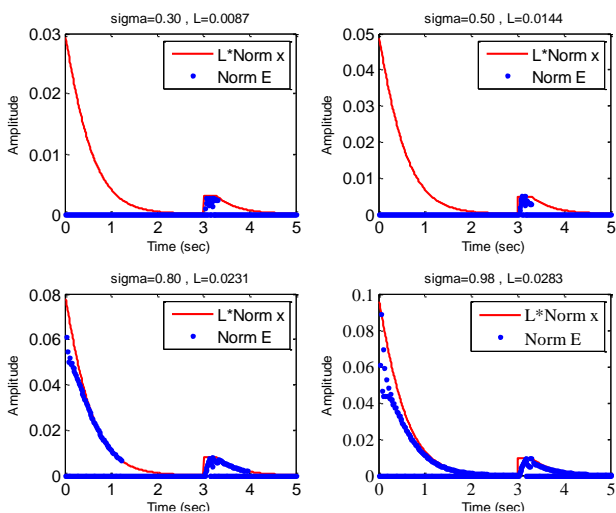 sigma=0.30 , L=0.0087
0.03
0.02
0.01
0
Amplitude
L*Norm x
Norm E
0 1 2 3 4 5
Time (sec)
sigma=0.50 , L=0.0144
0.05
0.04
0.03
0.02
0.01
0
Amplitude
L*Norm x
Norm E
0 1 2 3 4 5
Time (sec)
sigma=0.80 , L=0.0231
0.08
0.06
0.04
0.02
0
Amplitude
L*Norm x
Norm E
0 1 2 3 4 5
Time (sec)
sigma=0.98 , L=0.0283
0.1
0.08
0.06
0.04
0.02
0
Amplitude
L*Norm x
Norm E
0 1 2 3 4 5
Time (sec)